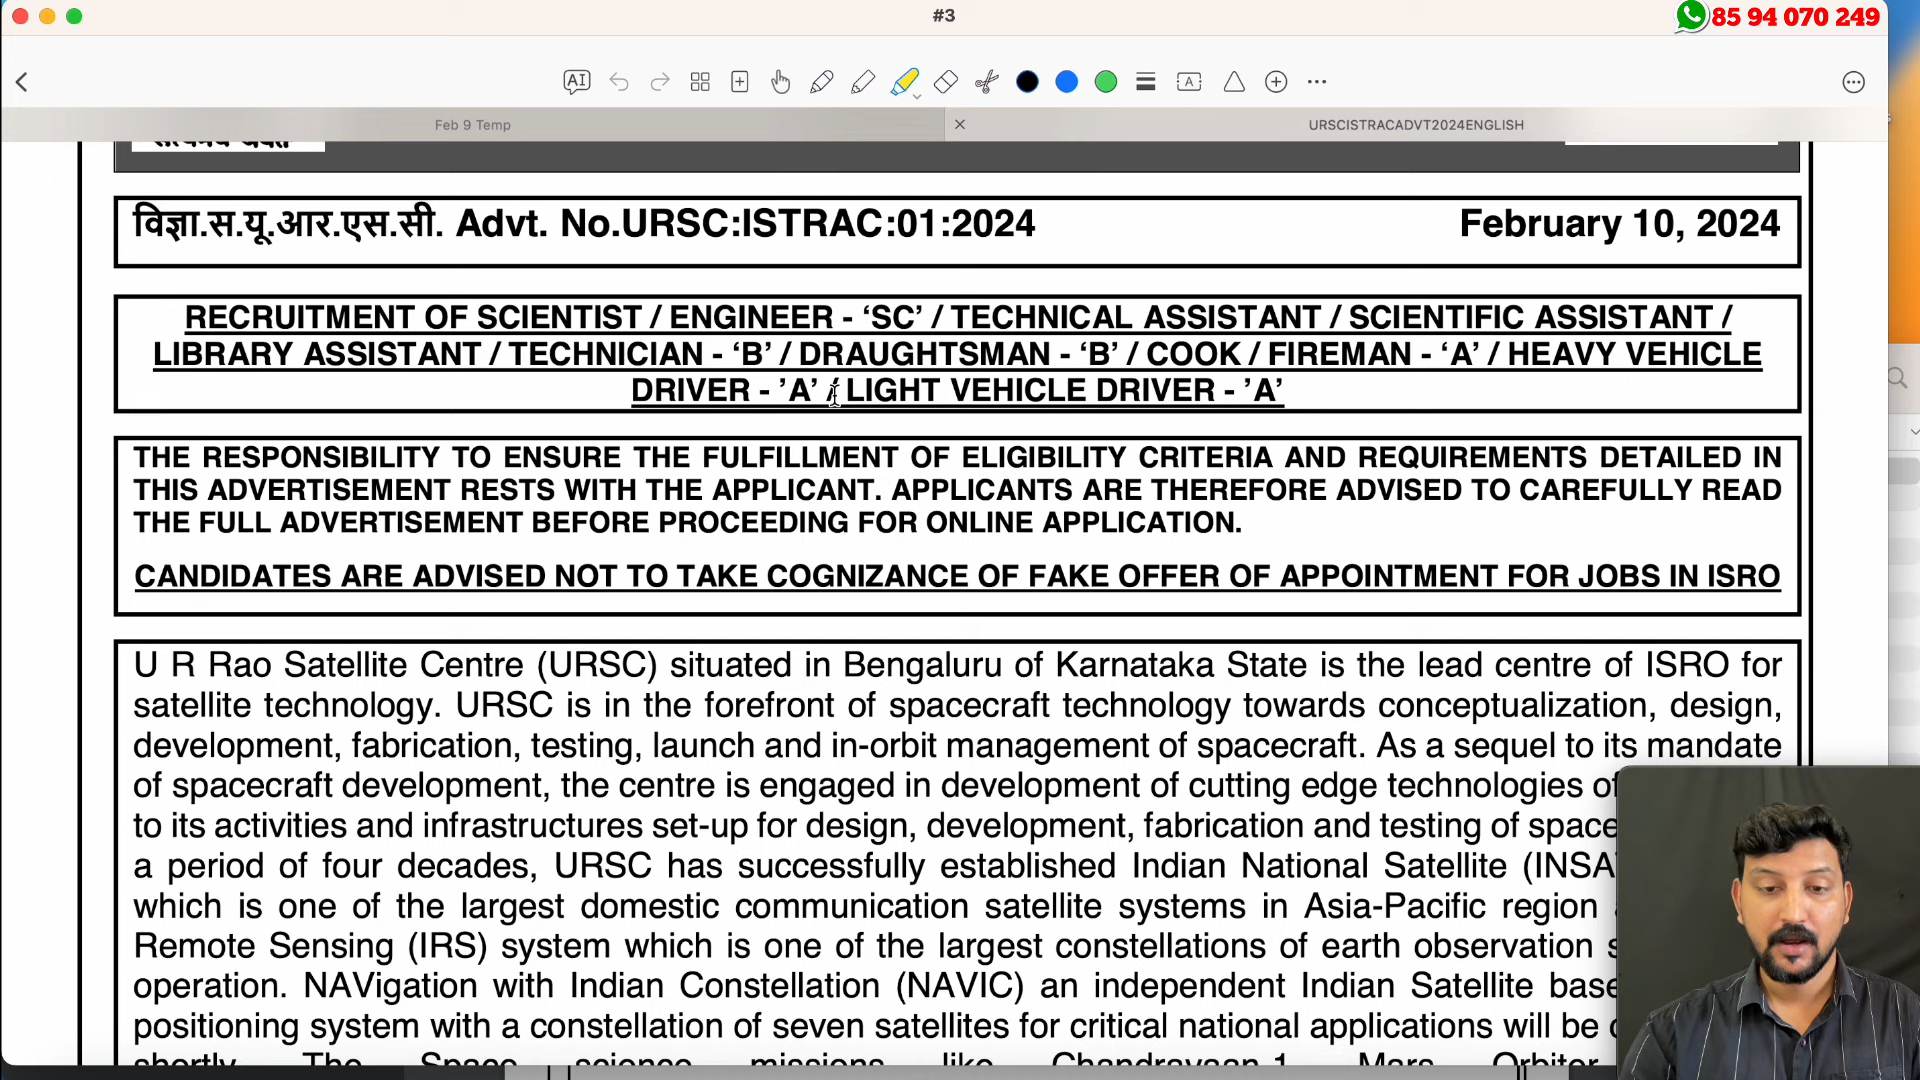 #3
85 94 070 249
AI
A
Feb 9 Temp
URSCISTRACADVT2024ENGLISH
विज्ञा.स.यू.आर.एस.सी. Advt. No.URSC:ISTRAC:01:2024
February 10, 2024
RECRUITMENT OF SCIENTIST / ENGINEER - ‘SC’ / TECHNICAL ASSISTANT / SCIENTIFIC ASSISTANT /
LIBRARY ASSISTANT / TECHNICIAN - ‘B’ / DRAUGHTSMAN - ‘B’ / COOK / FIREMAN - ‘A’ / HEAVY VEHICLE
DRIVER - ’A’ / LIGHT VEHICLE DRIVER - ’A’
THE RESPONSIBILITY TO ENSURE THE FULFILLMENT OF ELIGIBILITY CRITERIA AND REQUIREMENTS DETAILED IN
THIS ADVERTISEMENT RESTS WITH THE APPLICANT. APPLICANTS ARE THEREFORE ADVISED TO CAREFULLY READ
THE FULL ADVERTISEMENT BEFORE PROCEEDING FOR ONLINE APPLICATION.
CANDIDATES ARE ADVISED NOT TO TAKE COGNIZANCE OF FAKE OFFER OF APPOINTMENT FOR JOBS IN ISRO
U R Rao Satellite Centre (URSC) situated in Bengaluru of Karnataka State is the lead centre of ISRO for
satellite technology. URSC is in the forefront of spacecraft technology towards conceptualization, design,
development, fabrication, testing, launch and in-orbit management of spacecraft. As a sequel to its mandate
of spacecraft development, the centre is engaged in development of cutting edge technologies of
to its activities and infrastructures set-up for design, development, fabrication and testing of space
a period of four decades, URSC has successfully established Indian National Satellite (INSA
which is one of the largest domestic communication satellite systems in Asia-Pacific region
Remote Sensing (IRS) system which is one of the largest constellations of earth observation
operation. NAVigation with Indian Constellation (NAVIC) an independent Indian Satellite base
positioning system with a constellation of seven satellites for critical national applications will be
shortly. The Space science missions like Chandrayaan-1 Mars Orbiter